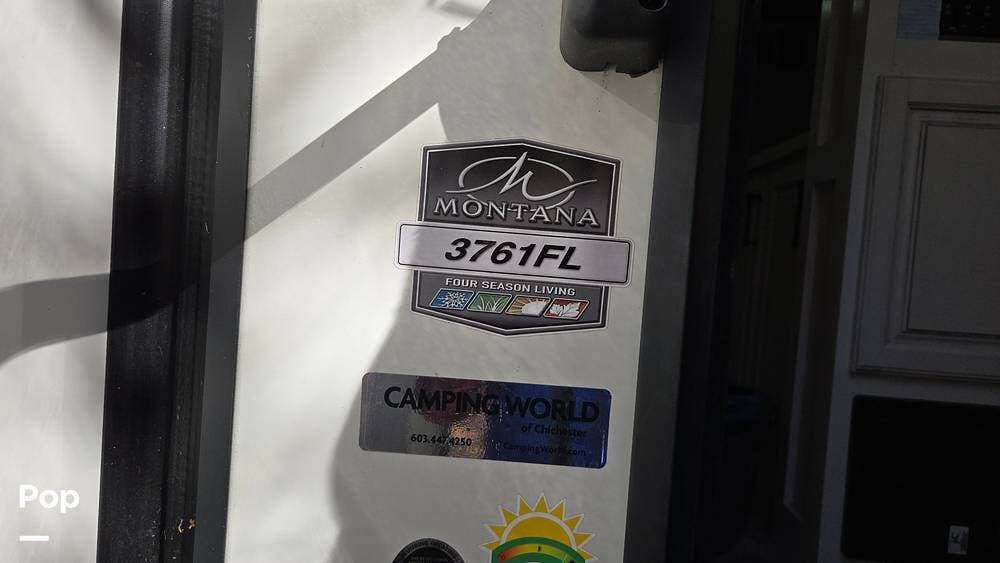 MONTANA
3761FL
FOUR SEASON LIVING
CAMPING WORLD
of Chichester
603.447.4250
CampingWorld.com
Pop